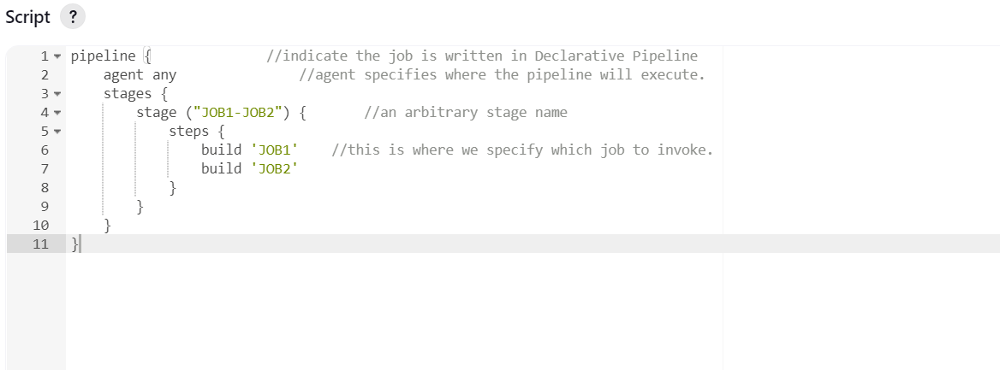 Script ?
1 pipeline {              //indicate the job is written in Declarative Pipeline
2     agent any               //agent specifies where the pipeline will execute.
3     stages {
4         stage ("JOB1-JOB2") {       //an arbitrary stage name
5             steps {
6                 build 'JOB1'    //this is where we specify which job to invoke.
7                 build 'JOB2'
8             }
9         }
10     }
11 }